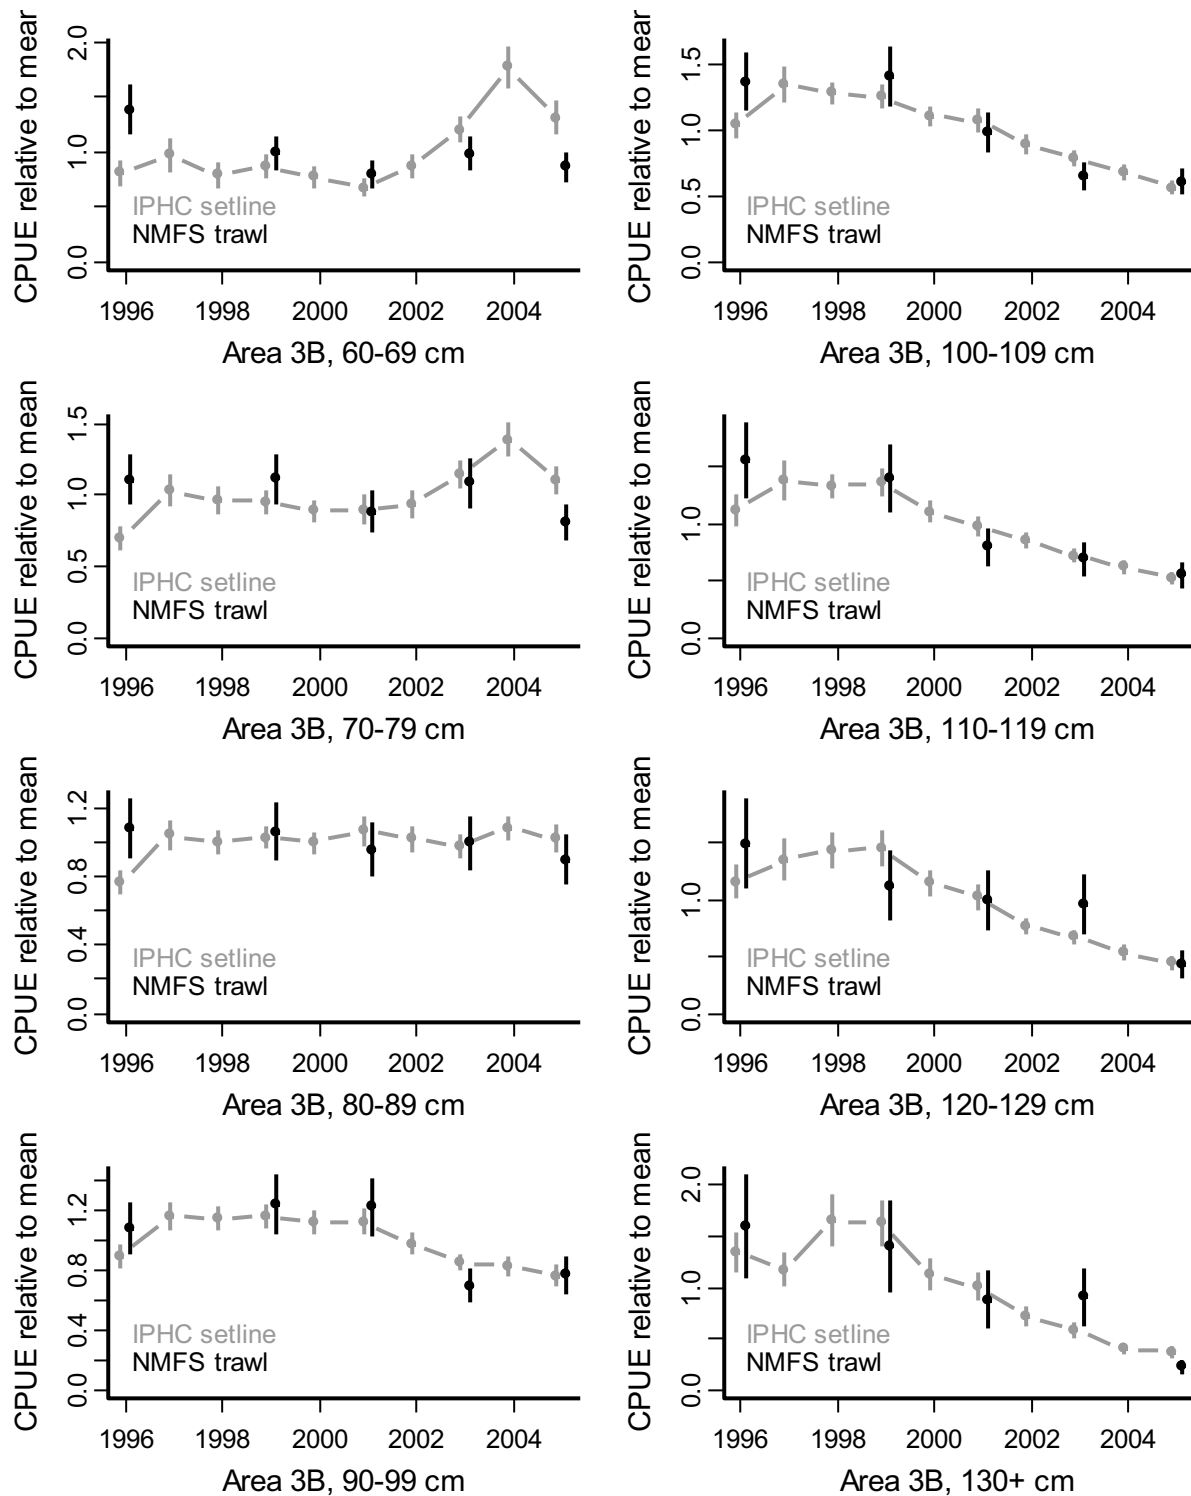 CPUE relative to mear
2.0
1.0
0.0
IPHC setline
NMFS trawl
1996 1998 2000 2002 2004
Area 3B, 60-69 cm
CPUE relative to mear
1.5
1.0
0.5
0.0
IPHC setline
NMFS trawl
1996 1998 2000 2002 2004
Area 3B, 100-109 cm
CPUE relative to mean
1.5
1.0
0.5
0.0
IPHC setline
NMFS trawl
1996 1998 2000 2002 2004
Area 3B, 70-79 cm
CPUE relative to mean
1.0
0.0
IPHC setline
NMFS trawl
1996 1998 2000 2002 2004
Area 3B, 110-119 cm
CPUE relative to mean
1.2
0.8
0.4
0.0
IPHC setline
NMFS trawl
1996 1998 2000 2002 2004
Area 3B, 80-89 cm
CPUE relative to mean
1.0
0.0
IPHC setline
NMFS trawl
1996 1998 2000 2002 2004
Area 3B, 120-129 cm
CPUE relative to mean
1.2
0.8
0.4
0.0
IPHC setline
NMFS trawl
1996 1998 2000 2002 2004
Area 3B, 90-99 cm
CPUE relative to mean
2.0
1.0
0.0
IPHC setline
NMFS trawl
1996 1998 2000 2002 2004
Area 3B, 130+ cm